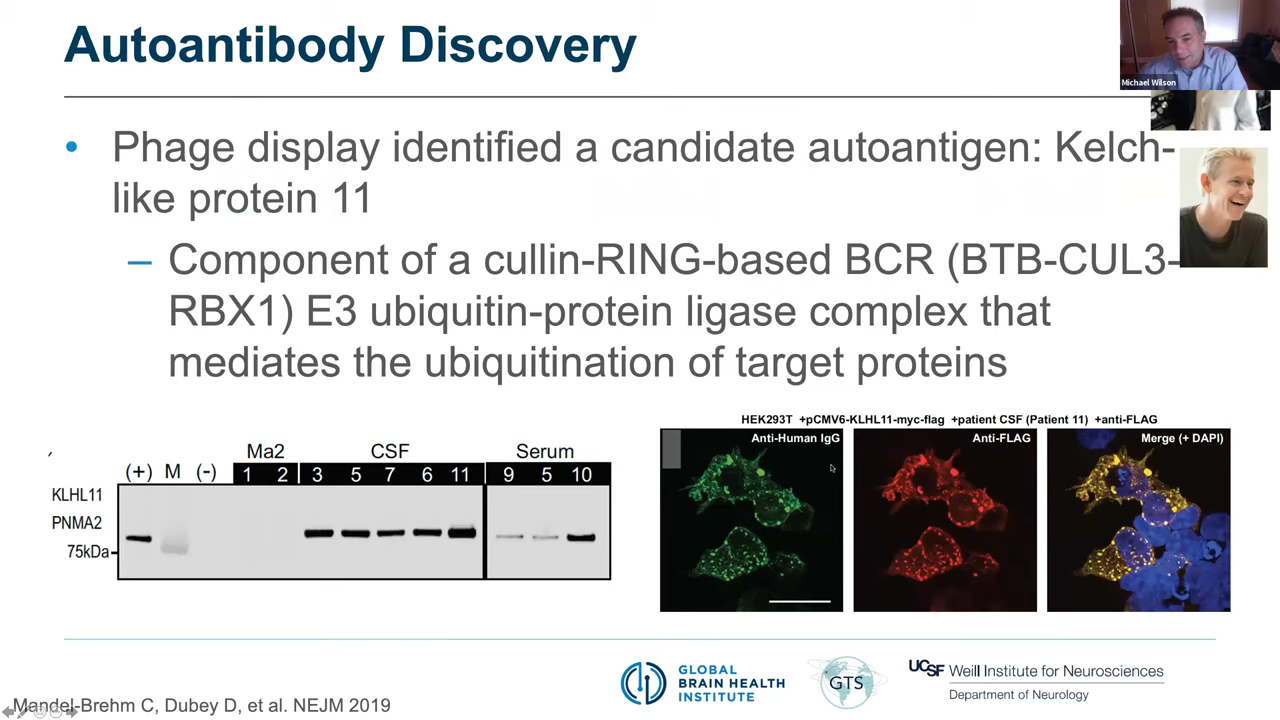 Autoantibody Discovery
Michael Wilson
• Phage display identified a candidate autoantigen: Kelch-
like protein 11
– Component of a cullin-RING-based BCR (BTB-CUL3-
RBX1) E3 ubiquitin-protein ligase complex that
mediates the ubiquitination of target proteins
Ma2 CSF Serum
(+) M (-) 1 2 3 5 7 6 11 9 5 10
KLHL11
PNMA2
75kDa
HEK293T +pCMV6-KLHL11-myc-flag +patient CSF (Patient 11) +anti-FLAG
Anti-Human IgG Anti-FLAG Merge (+ DAPI)
GLOBAL
BRAIN HEALTH
INSTITUTE
GTS
UCSF Weill Institute for Neurosciences
Department of Neurology
Mandel-Brehm C, Dubey D, et al. NEJM 2019